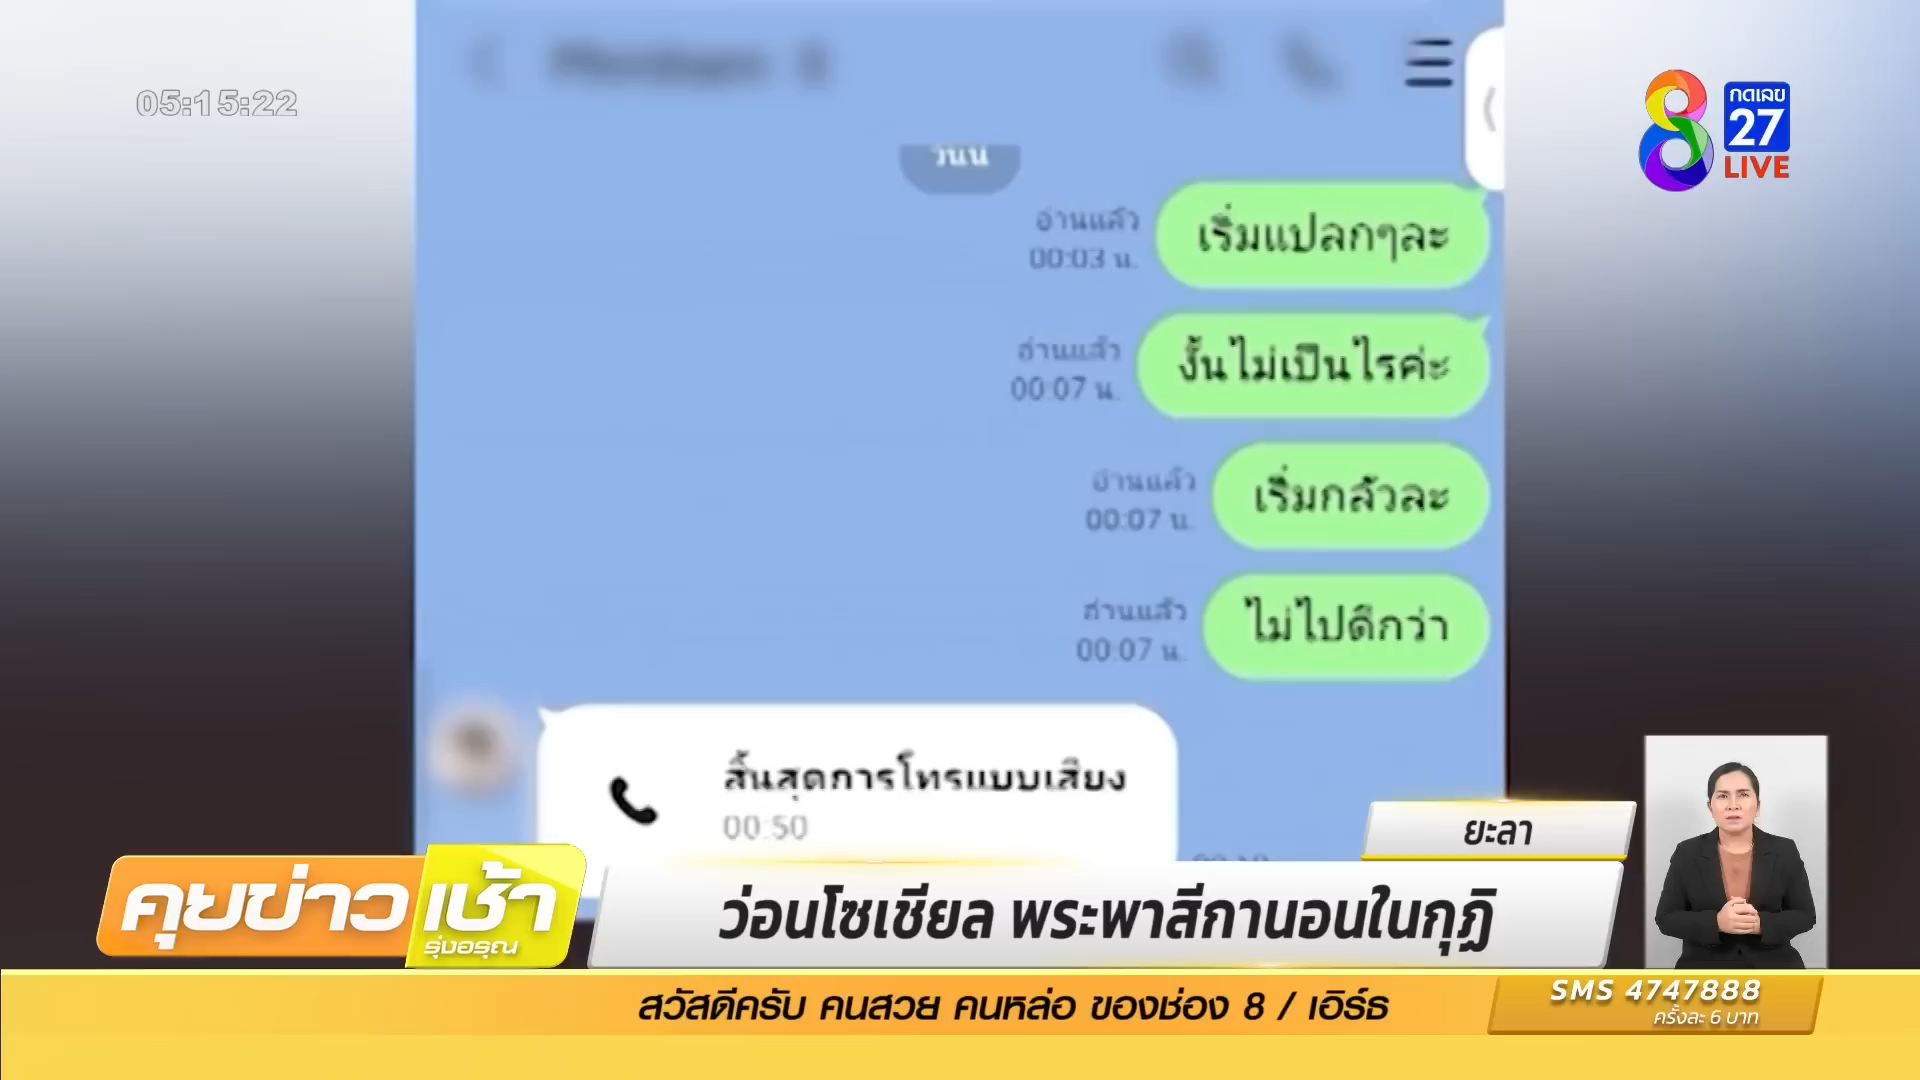 05:15:22
กดเลข
27
LIVE
วันนี้
อ่านแล้ว
00:03 น.
เริ่มแปลกๆละ
อ่านแล้ว
00:07 น.
งั้นไม่เป็นไรค่ะ
อ่านแล้ว
00:07 น.
เริ่มกลัวละ
อ่านแล้ว
00:07 น.
ไม่ไปดีกว่า
สิ้นสุดการโทรแบบเสียง
00:50
ยะลา
คุยข่าวเช้า
รุ่งอรุณ
ว่อนโซเชียล พระพาสีกานอนในกุฏิ
สวัสดีครับ คนสวย คนหล่อ ของช่อง 8 / เอิร์ธ
SMS 4747888
ครั้งละ 6 บาท